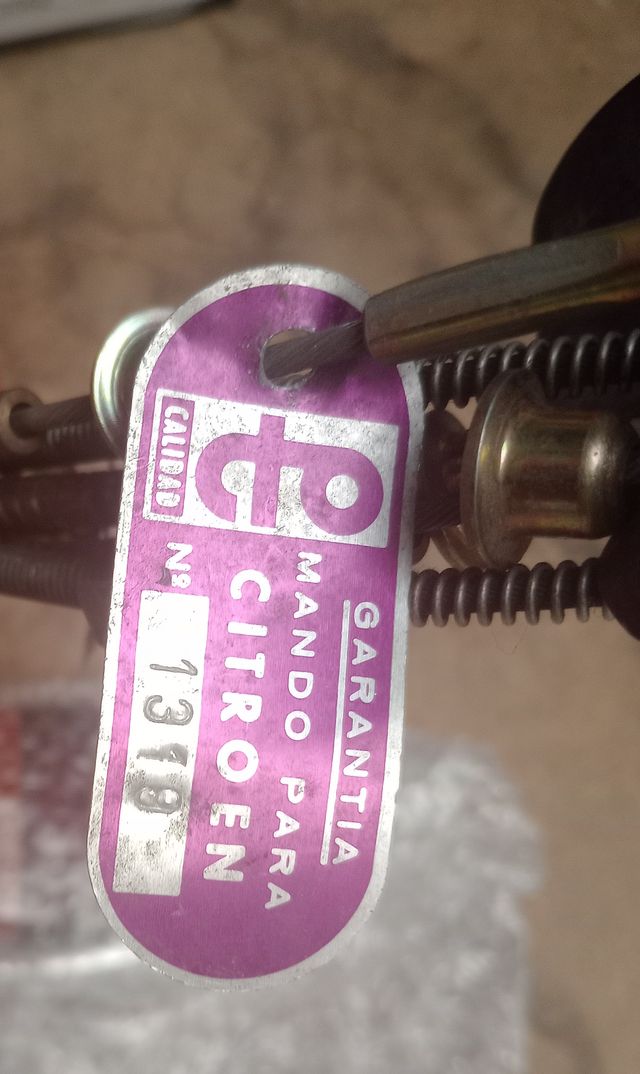 GARANTIA
MANDO PARA
CITROEN
CALIDAD
Nº 1319